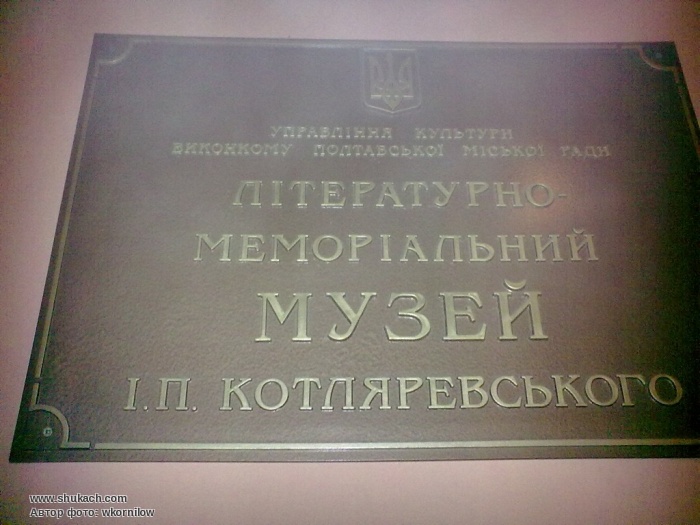 УПРАВЛІННЯ КУЛЬТУРИ
ВИКОНКОМУ ПОЛТАВСЬКОЇ МІСЬКОЇ РАДИ
ЛІТЕРАТУРНО-
МЕМОРІАЛЬНИЙ
МУЗЕЙ
І.П. КОТЛЯРЕВСЬКОГО
www.shukach.com
Автор фото: wkornilow